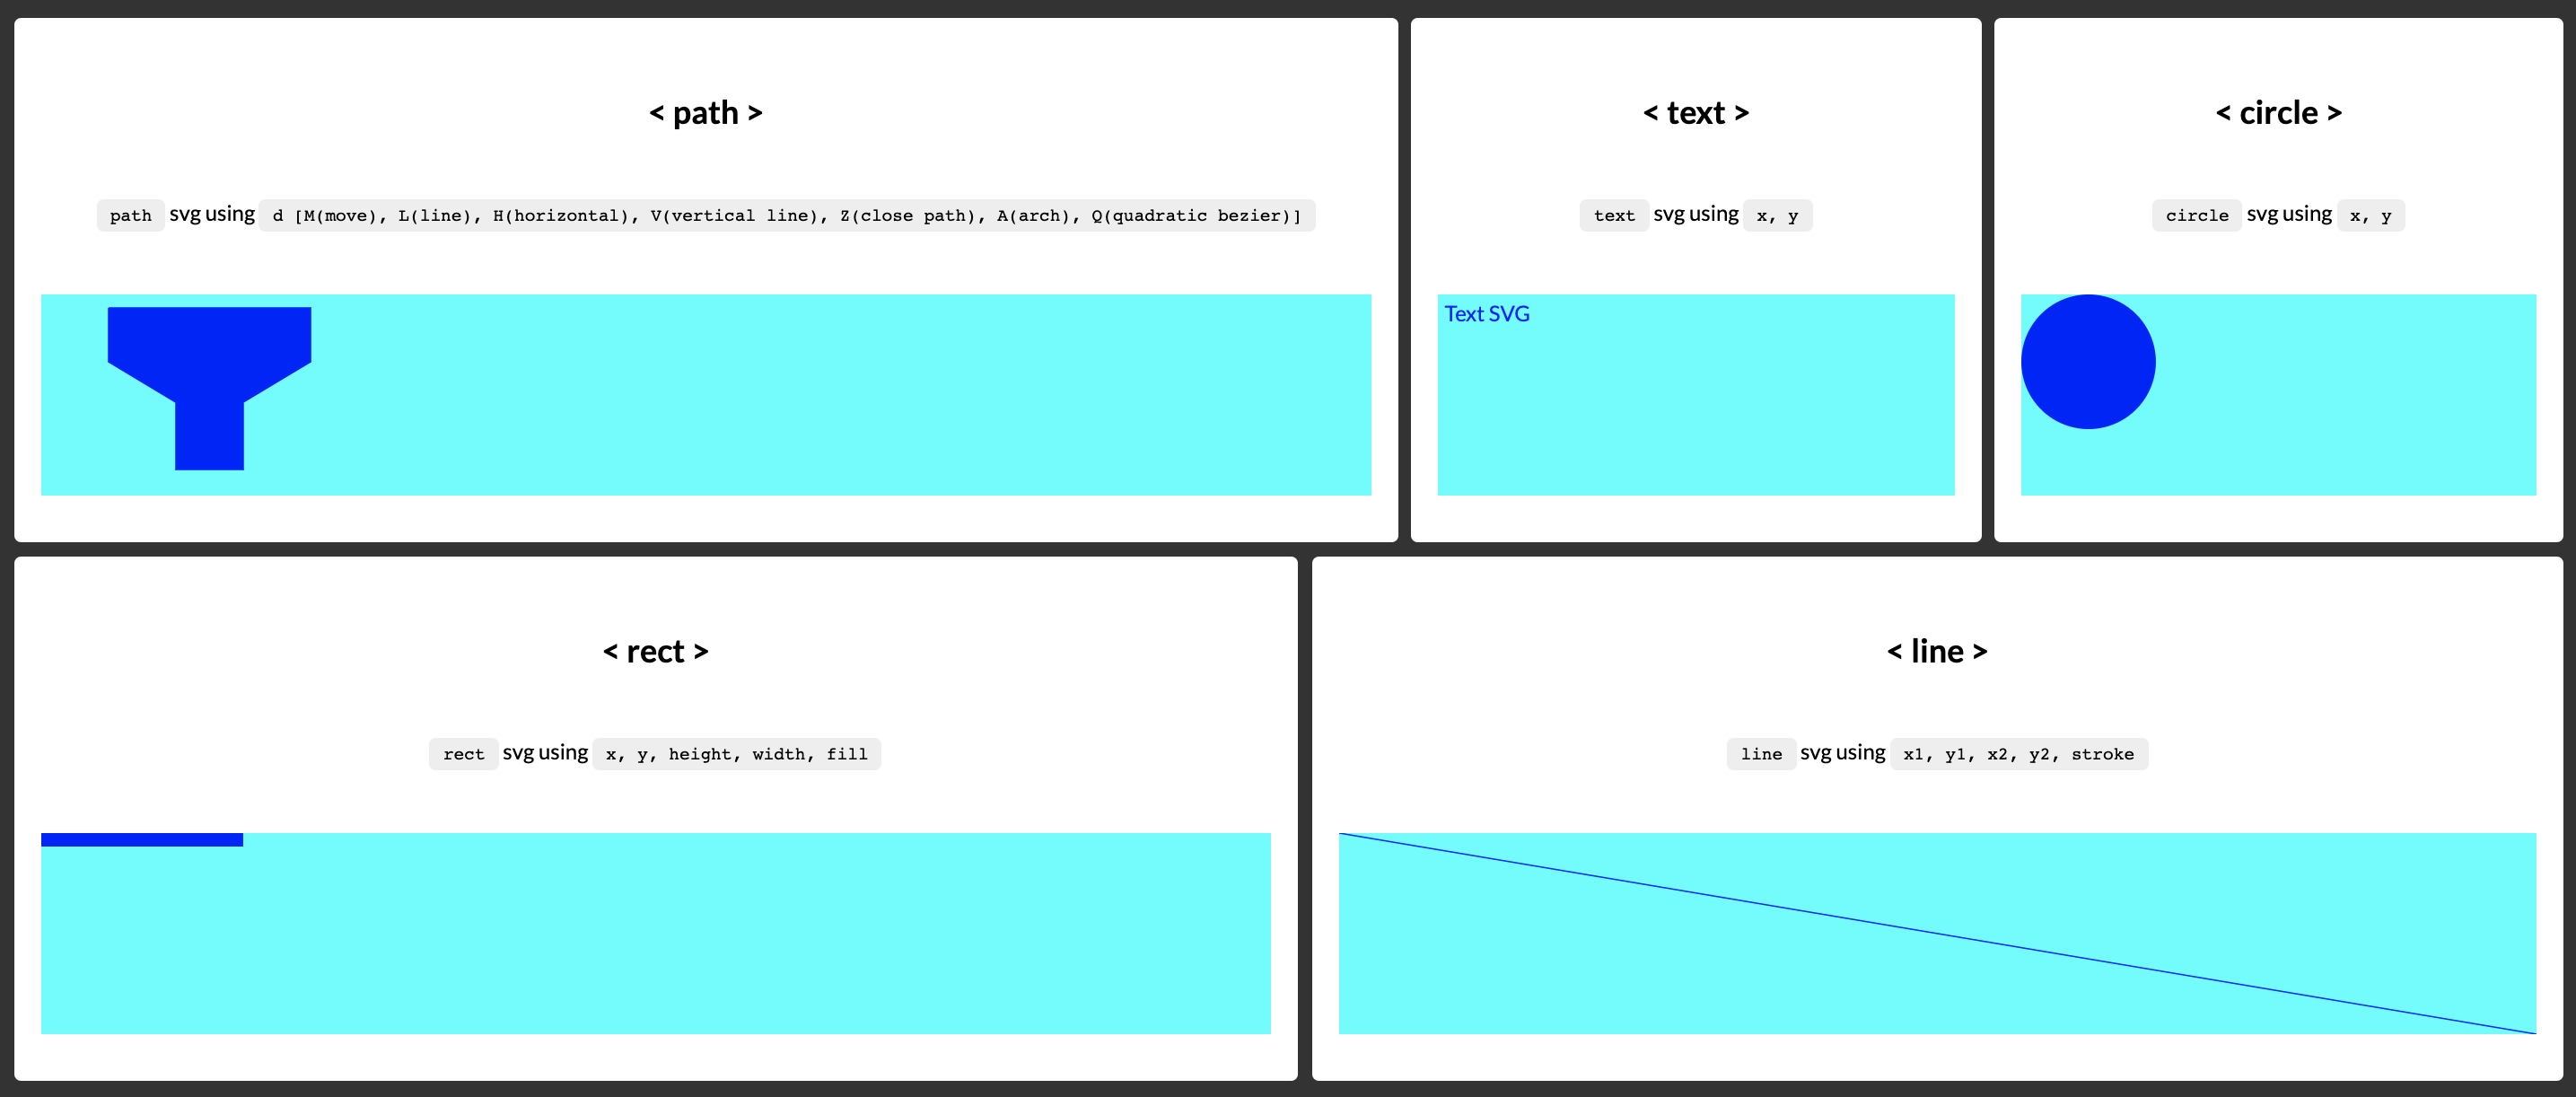 < path >
path svg using d [M(move), L(line), H(horizontal), V(vertical line), Z(close path), A(arch), Q(quadratic bezier)]
< text >
text svg using x, y
Text SVG
< circle >
circle svg using x, y
< rect >
rect svg using x, y, height, width, fill
< line >
line svg using x1, y1, x2, y2, stroke